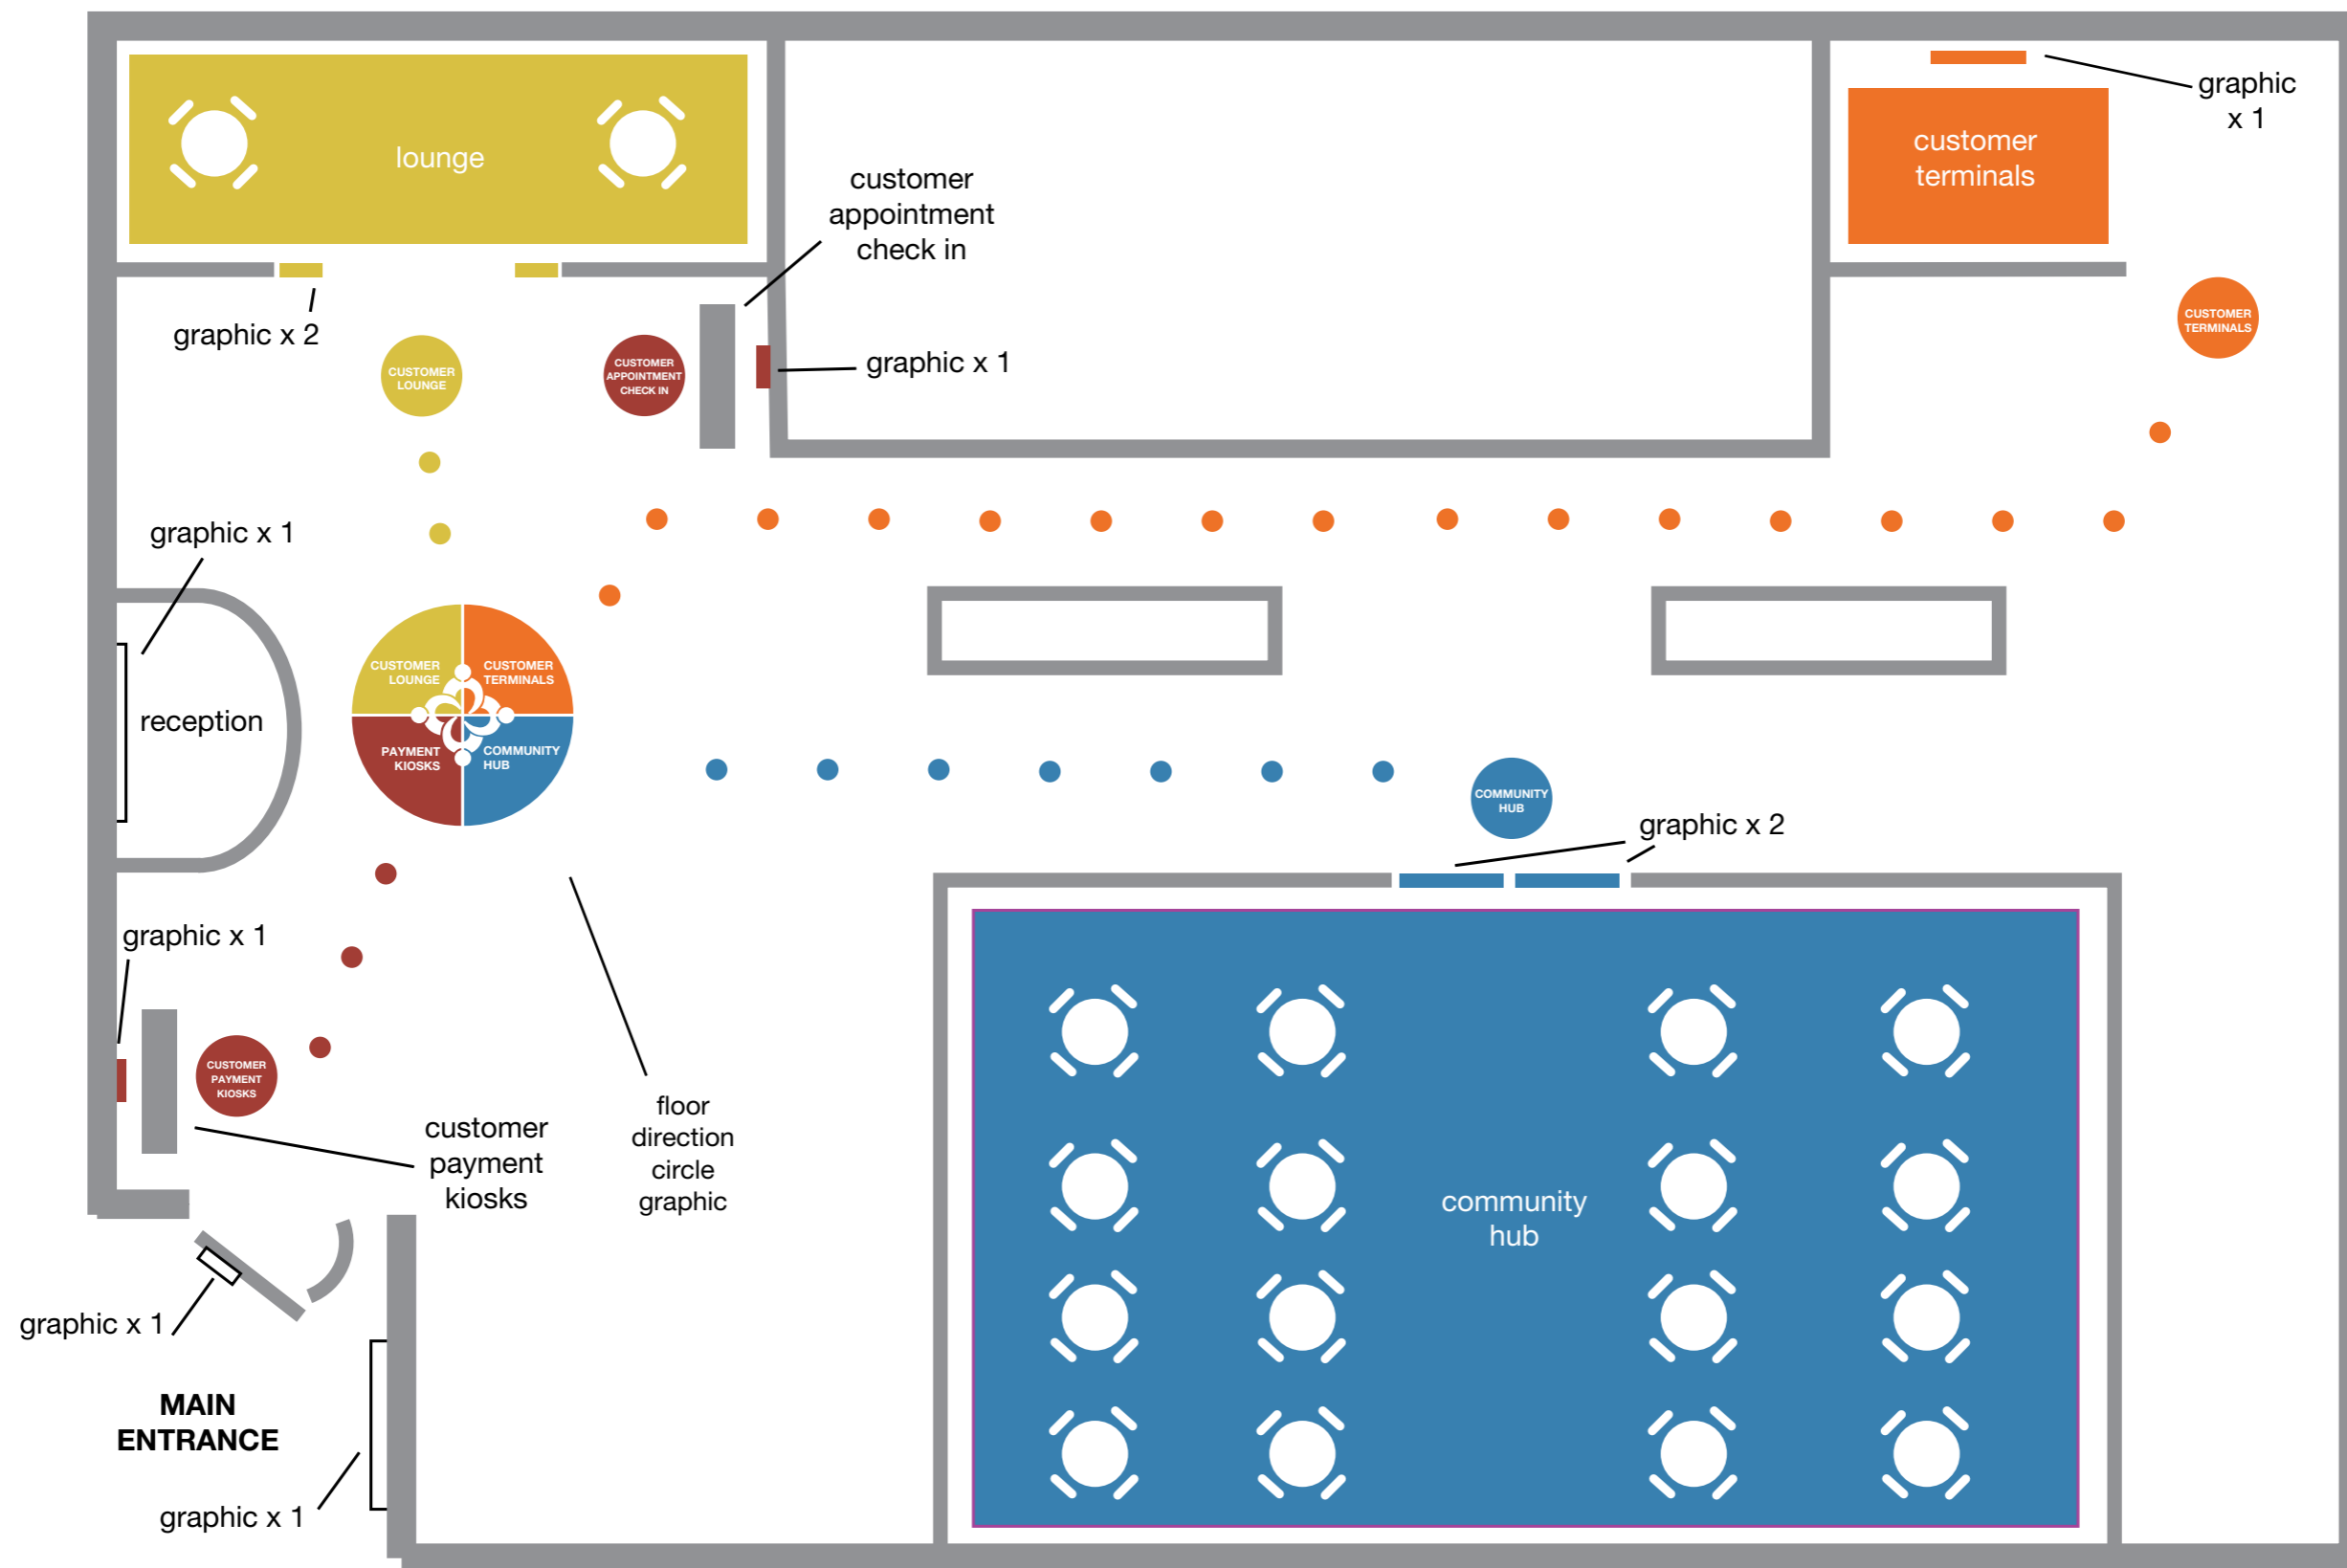 graphic
x 1
customer
terminals
lounge
customer
appointment
check in
graphic x 2
CUSTOMER
LOUNGE
CUSTOMER
APPOINTMENT
CHECK IN
graphic x 1
CUSTOMER
TERMINALS
graphic x 1
reception
CUSTOMER
LOUNGE
CUSTOMER
TERMINALS
PAYMENT
KIOSKS
COMMUNITY
HUB
COMMUNITY
HUB
graphic x 2
graphic x 1
CUSTOMER
PAYMENT
KIOSKS
customer
payment
kiosks
floor
direction
circle
graphic
community
hub
graphic x 1
MAIN
ENTRANCE
graphic x 1